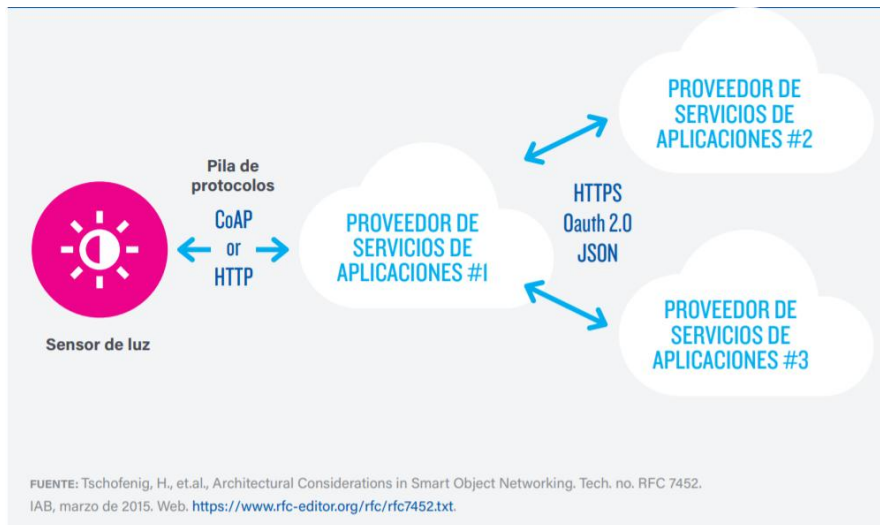 PROVEEDOR DE
SERVICIOS DE
APLICACIONES #2
Pila de
protocolos
CoAP
or
HTTP
PROVEEDOR DE
SERVICIOS DE
APLICACIONES #1
HTTPS
Oauth 2.0
JSON
PROVEEDOR DE
SERVICIOS DE
APLICACIONES #3
Sensor de luz
FUENTE: Tschofenig, H., et.al., Architectural Considerations in Smart Object Networking. Tech. no. RFC 7452.
IAB, marzo de 2015. Web. https://www.rfc-editor.org/rfc/rfc7452.txt.